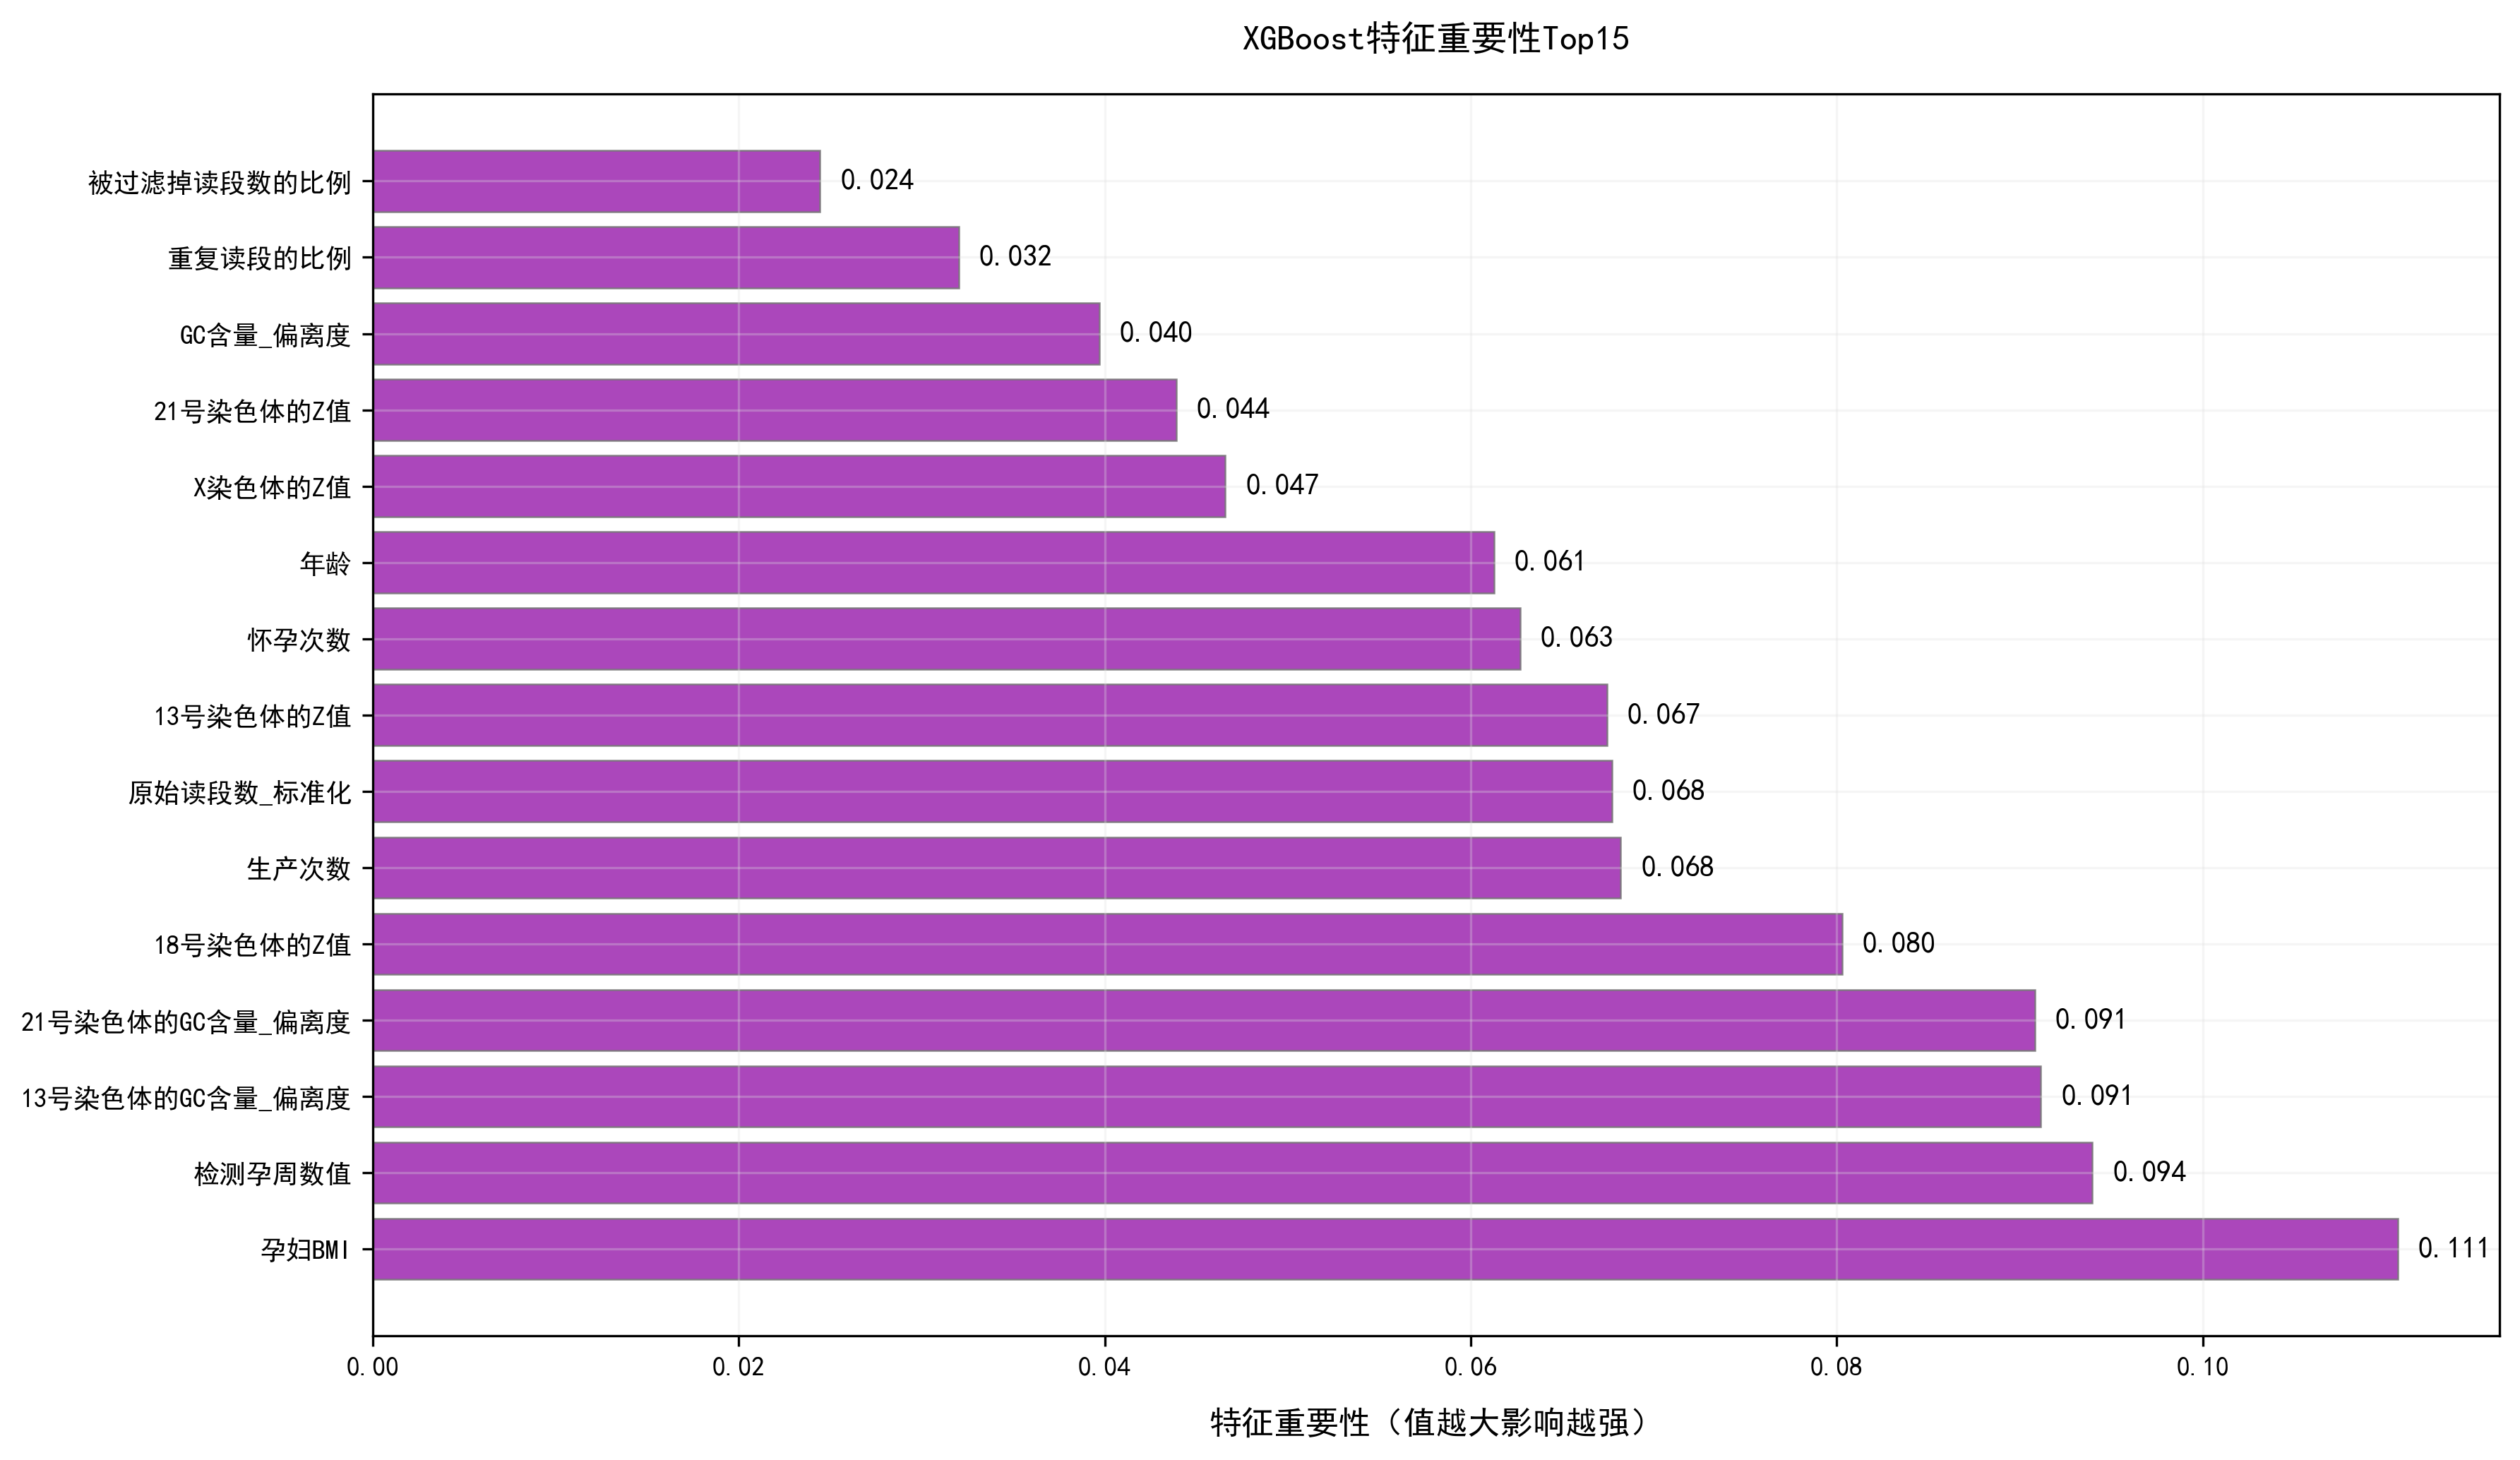 XGBoost特征重要性Top15
被过滤掉读段数的比例 0.024
重复读段的比例 0.032
GC含量_偏离度 0.040
21号染色体的Z值 0.044
X染色体的Z值 0.047
年龄 0.061
怀孕次数 0.063
13号染色体的Z值 0.067
原始读段数_标准化 0.068
生产次数 0.068
18号染色体的Z值 0.080
21号染色体的GC含量_偏离度 0.091
13号染色体的GC含量_偏离度 0.091
检测孕周数值 0.094
孕妇BMI 0.111
0.00 0.02 0.04 0.06 0.08 0.10
特征重要性（值越大影响越强）